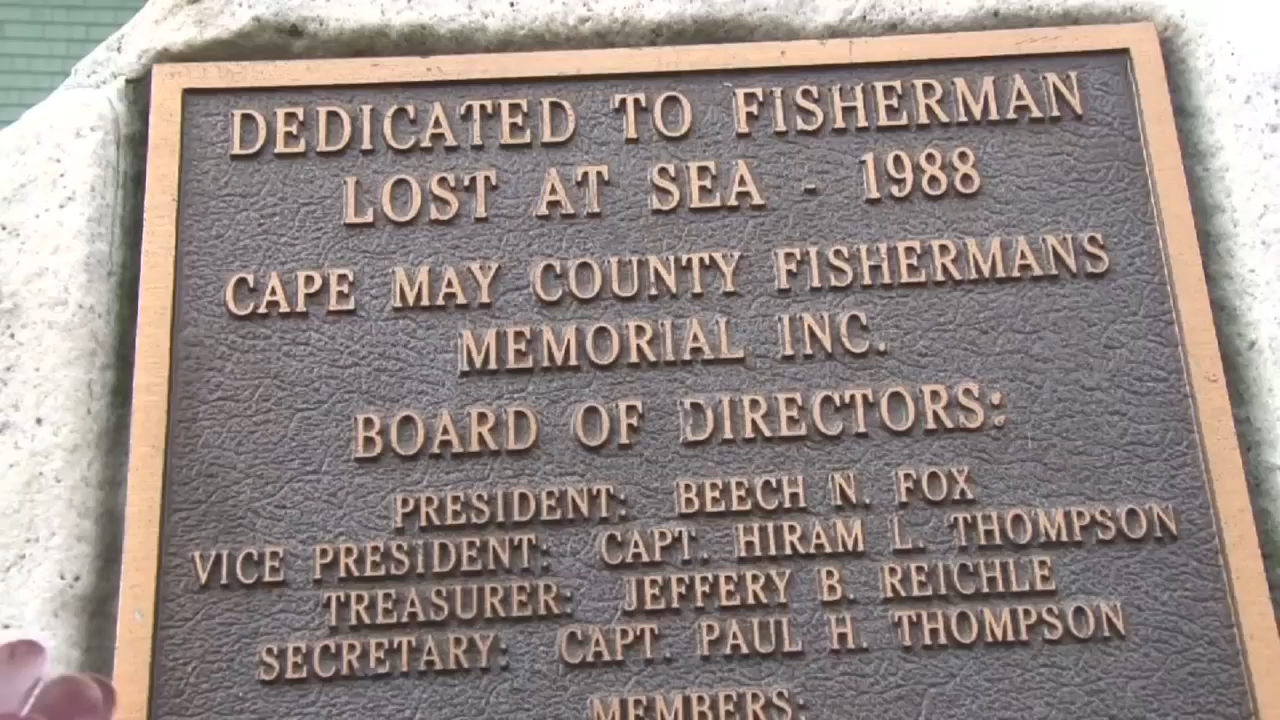 DEDICATED TO FISHERMAN
LOST AT SEA - 1988
CAPE MAY COUNTY FISHERMANS
MEMORIAL INC.
BOARD OF DIRECTORS:
PRESIDENT: BEECH N. FOX
VICE PRESIDENT: CAPT. HIRAM L. THOMPSON
TREASURER: JEFFERY B. REICHLE
SECRETARY: CAPT. PAUL H. THOMPSON
MEMBERS: